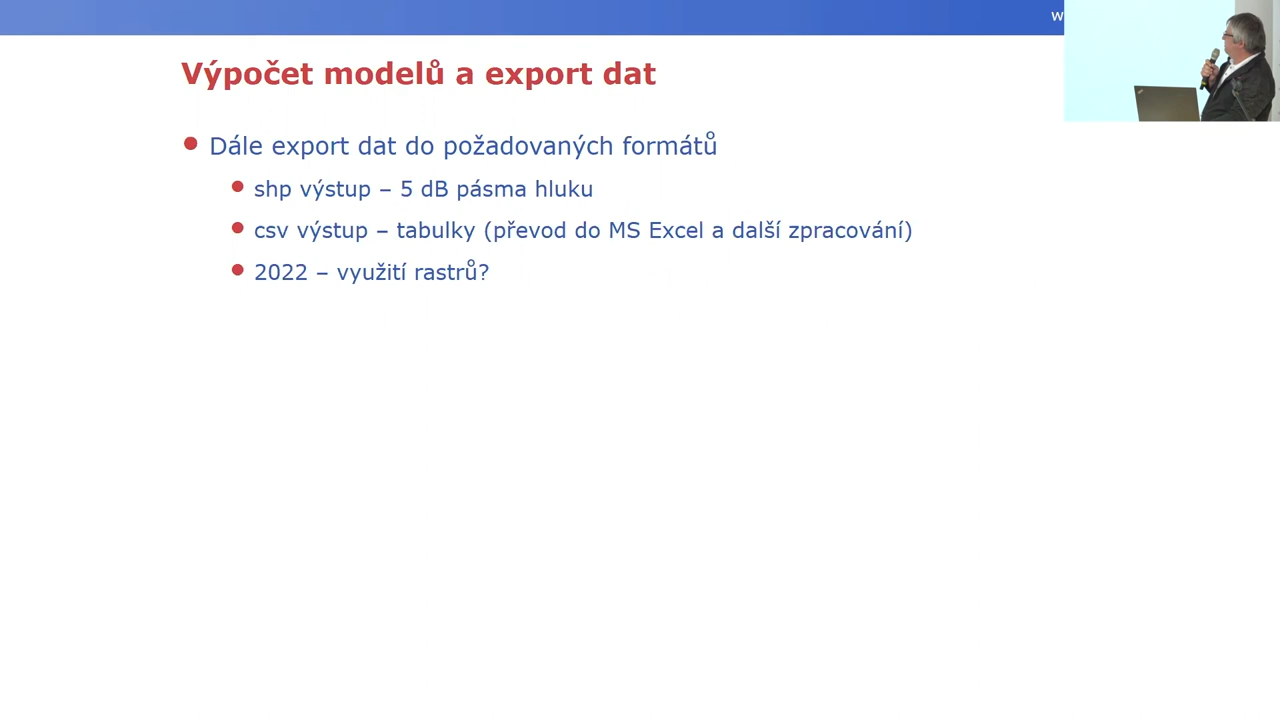 Výpočet modelů a export dat
Dále export dat do požadovaných formátů
shp výstup – 5 dB pásma hluku
csv výstup – tabulky (převod do MS Excel a další zpracování)
2022 – využití rastrů?